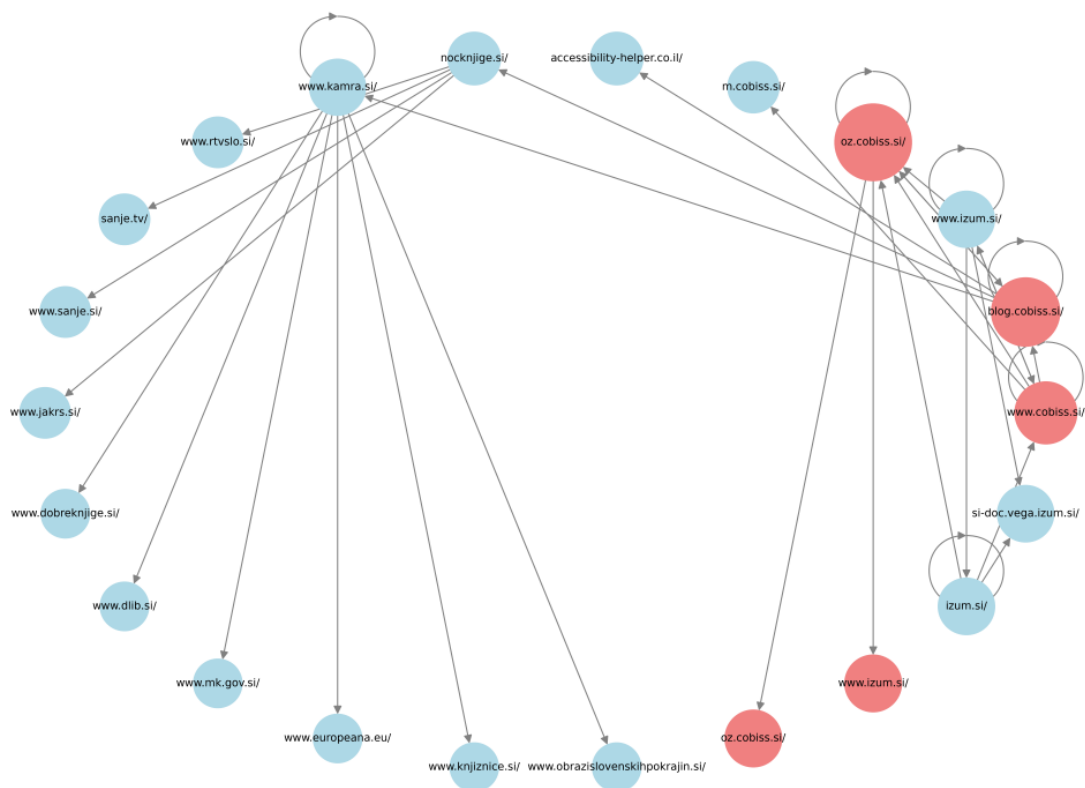 nocknjige.si/
accessibility-helper.co.il/
www.kamra.si/
m.cobiss.si/
www.rtvslo.si/
oz.cobiss.si/
sanje.tv/
www.izum.si/
www.sanje.si/
blog.cobiss.si/
www.jakrs.si/
www.cobiss.si/
www.dobreknjige.si/
si-doc.vega.izum.si/
www.dlib.si/
izum.si/
www.mk.gov.si/
www.izum.si/
www.europeana.eu/
oz.cobiss.si/
www.knjiznice.si/
www.obrazislovenskihpokrajin.si/